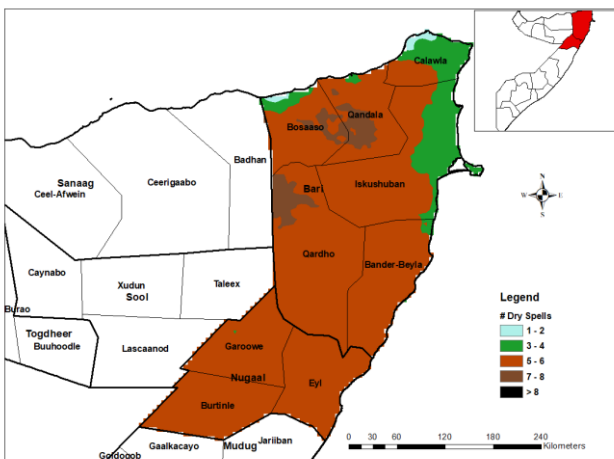 Calawla
Qandala
Bosaaso
Badhan
Sanaag
Ceel-Afwein
Ceerigaabo
Bari
Iskushuban
N
W E
S
Qardho
Bander-Beyla
Caynabo
Xudun
Sool
Taleex
Burao
Togdheer
Buuhoodle
Lascaanod
Garoowe
Nugaal
Eyl
Burtinle
Gaalkacayo
Mudug
Jariiban
Goldogob
Legend
# Dry Spells
1 - 2
3 - 4
5 - 6
7 - 8
> 8
0 30 60 120 180 240
Kilometers